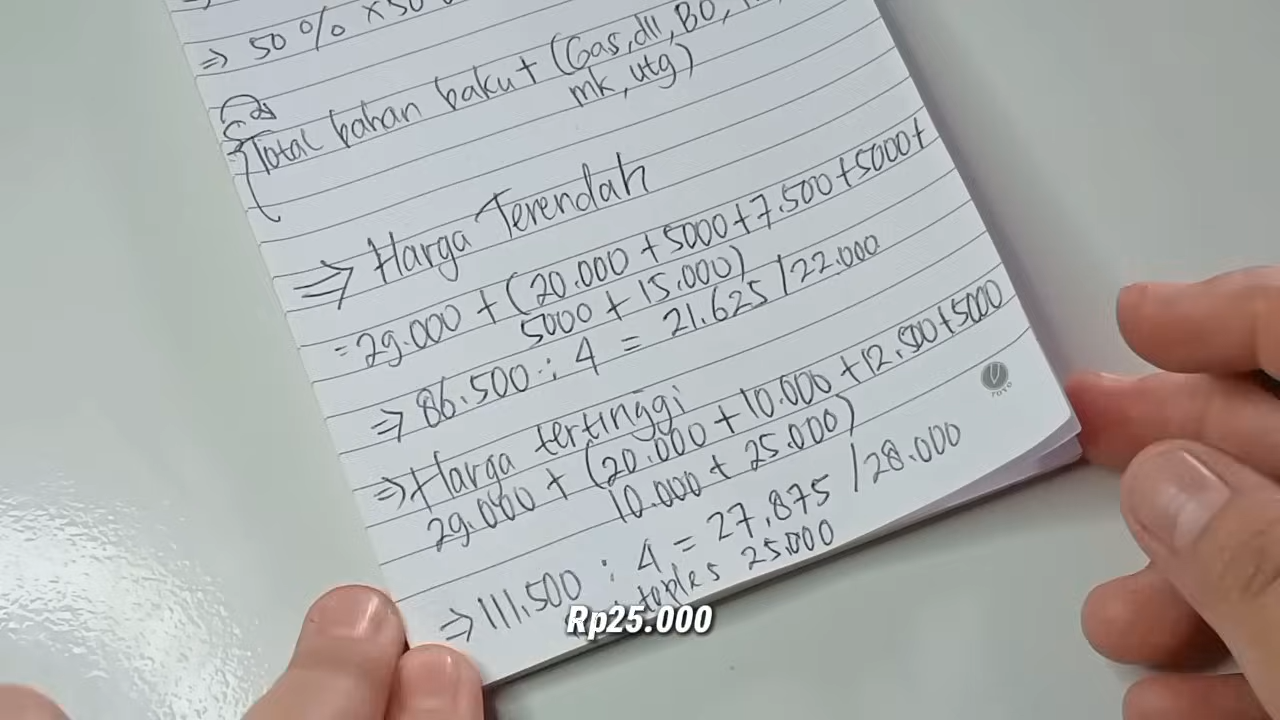 ⇒ 50 % x 50
Total bahan baku + (Gas, dll, BO,
mk, utg)
⇒ Harga Terendah
= 29.000 + (20.000 + 5000 + 7.500 + 5000 +
5000 + 15.000)
⇒ 86.500 : 4 = 21.625 / 22.000
⇒ Harga tertinggi
29.000 + (20.000 + 10.000 + 12.500 + 5000
10.000 + 25.000)
⇒ 111.500 : 4 = 27.875 / 28.000
toples 25.000
Rp25.000